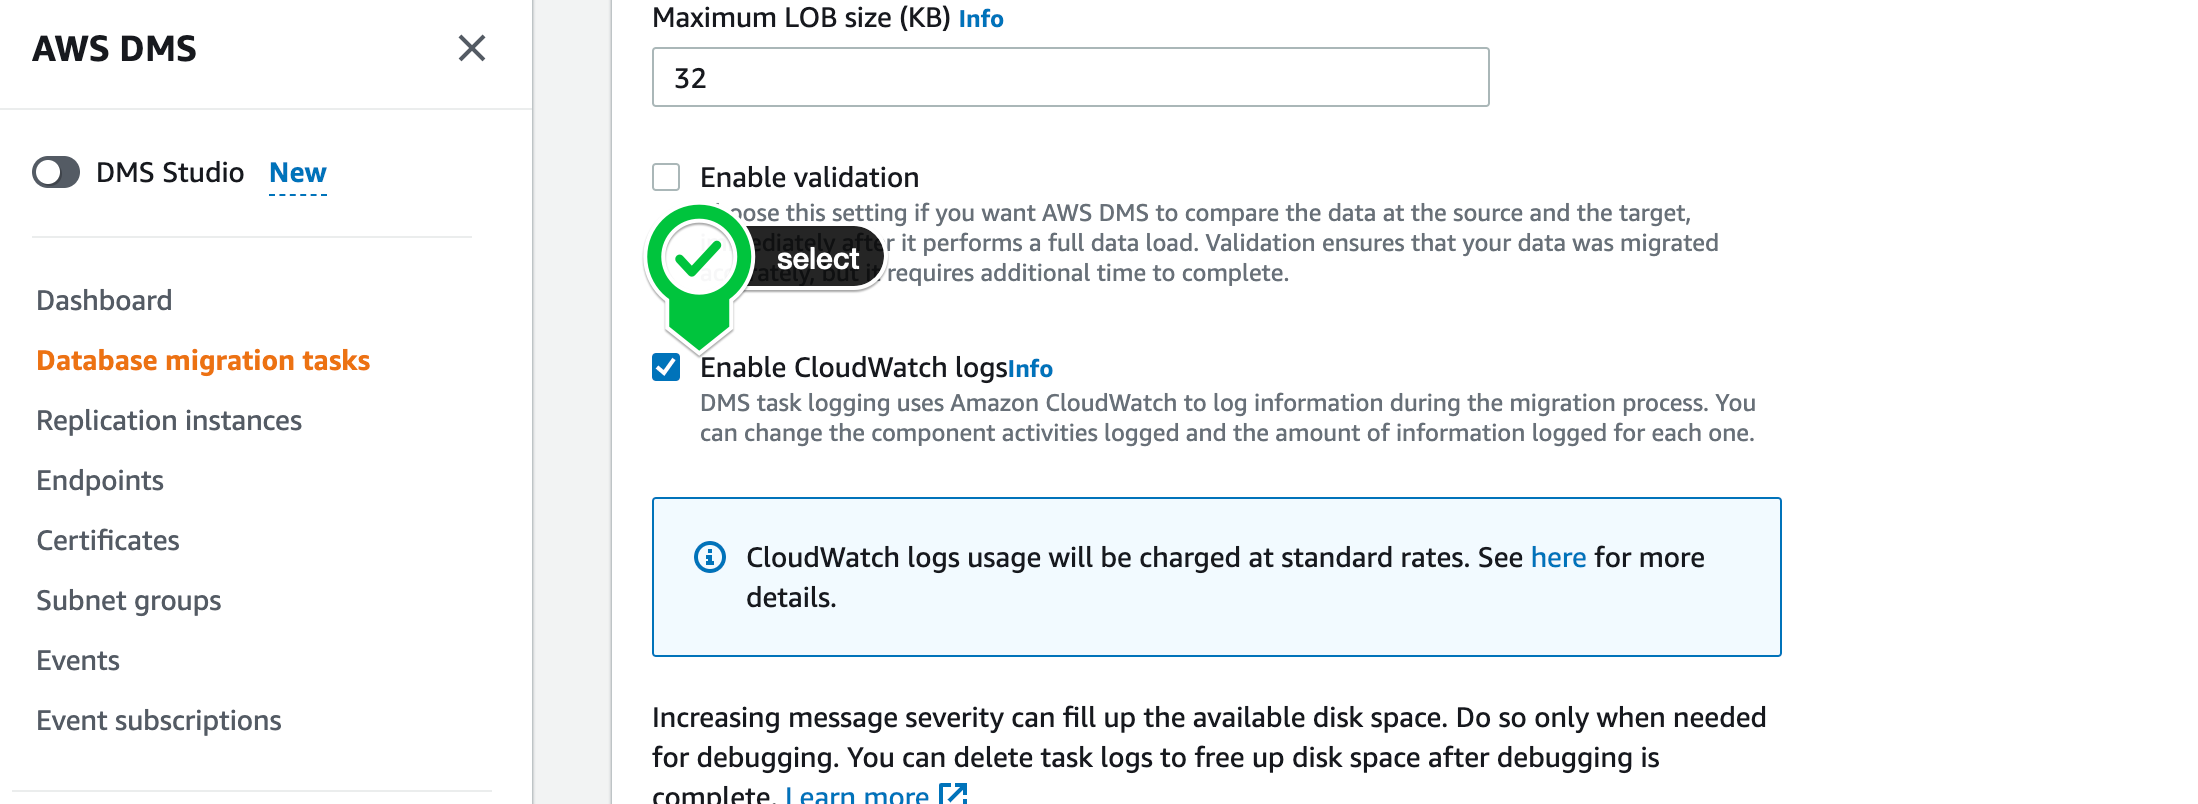 AWS DMS
DMS Studio New
Dashboard
Database migration tasks
Replication instances
Endpoints
Certificates
Subnet groups
Events
Event subscriptions
Maximum LOB size (KB) Info
32
Enable validation
Choose this setting if you want AWS DMS to compare the data at the source and the target,
immediately after it performs a full data load. Validation ensures that your data was migrated
accurately, but it requires additional time to complete.
select
Enable CloudWatch logsInfo
DMS task logging uses Amazon CloudWatch to log information during the migration process. You
can change the component activities logged and the amount of information logged for each one.
CloudWatch logs usage will be charged at standard rates. See here for more
details.
Increasing message severity can fill up the available disk space. Do so only when needed
for debugging. You can delete task logs to free up disk space after debugging is
complete. Learn more